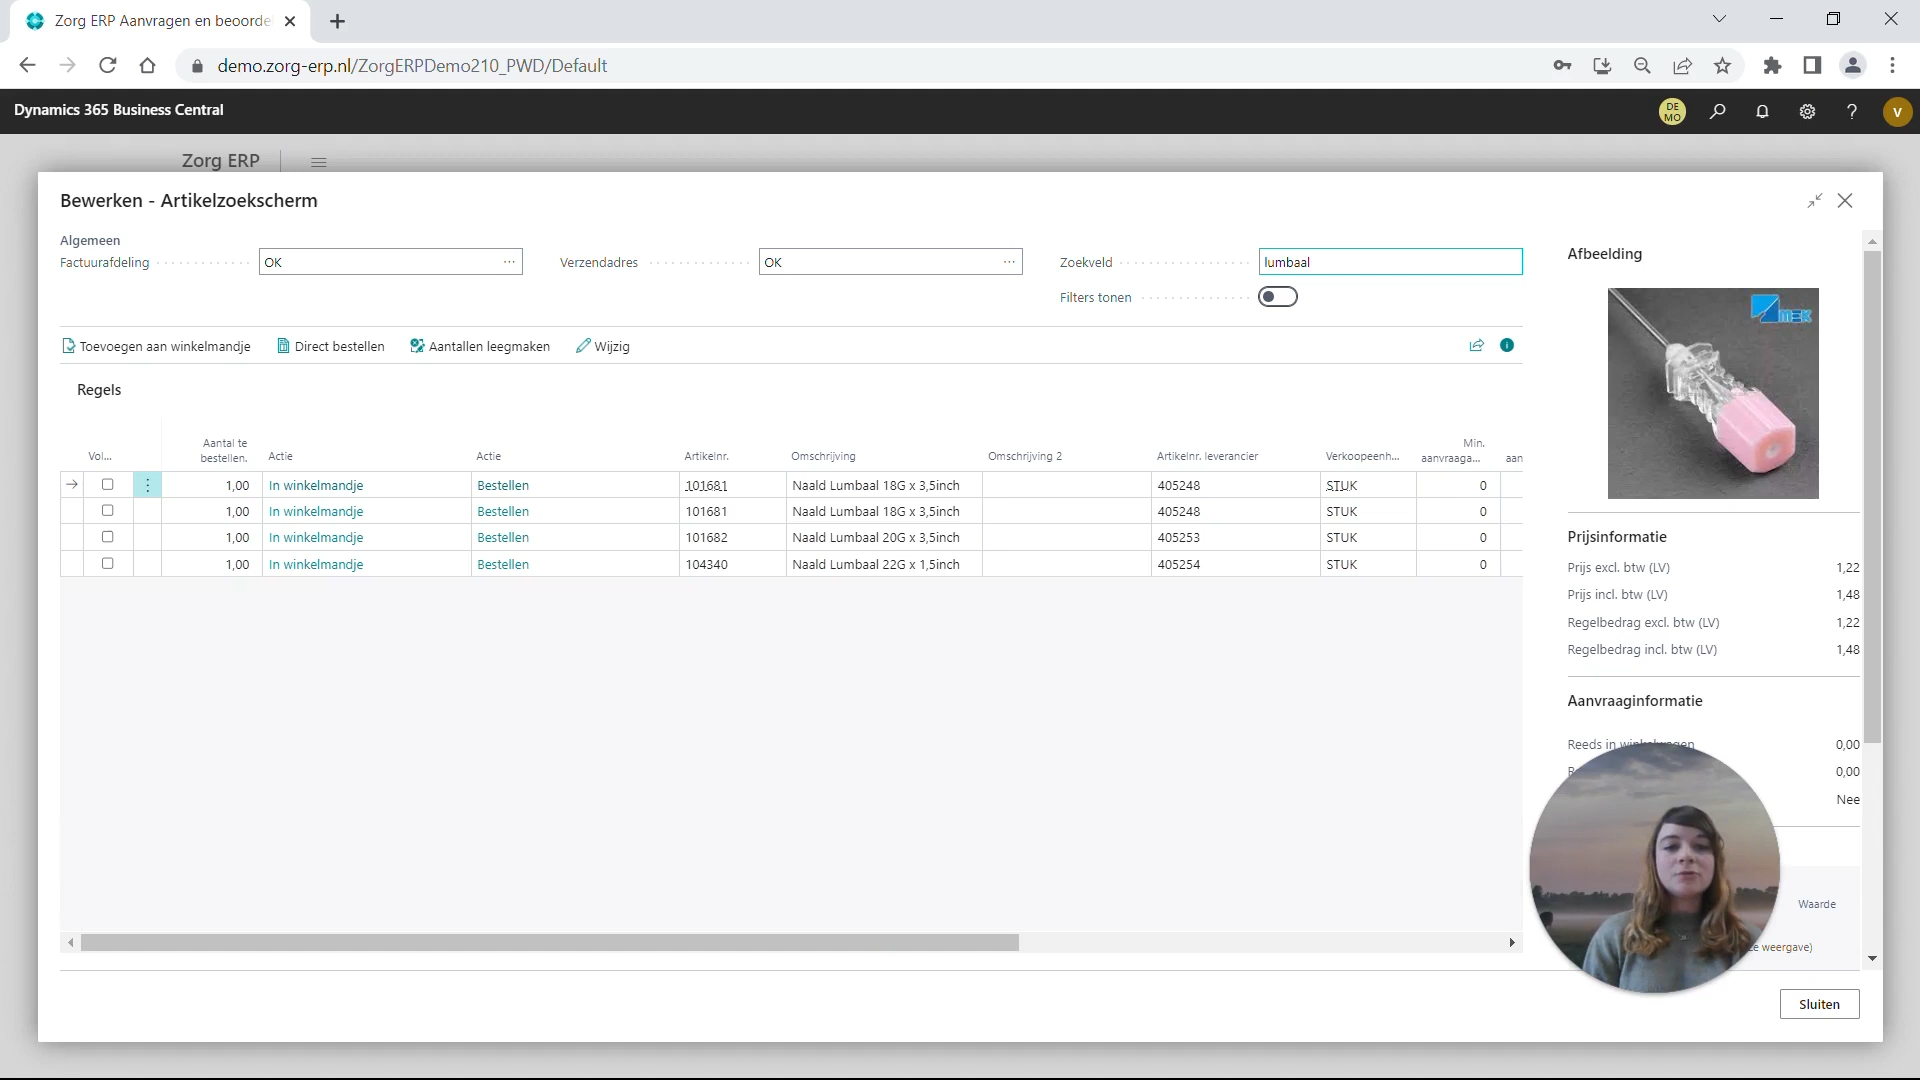 Zorg ERP Aanvragen en beoorde
demo.zorg-erp.nl/ZorgERPDemo210_PWD/Default
Dynamics 365 Business Central
DE
MO
?
V
Zorg ERP
Bewerken - Artikelzoekscherm
Algemeen
Factuurafdeling OK ··· Verzendadres OK ··· Zoekveld lumbaal
Filters tonen
Toevoegen aan winkelmandje Direct bestellen Aantallen leegmaken Wijzig
Regels
Vol... Aantal te bestellen. Actie Actie Artikelnr. Omschrijving Omschrijving 2 Artikelnr. leverancier Verkoopeenh... Min. aanvraaga... aan
1,00 In winkelmandje Bestellen 101681 Naald Lumbaal 18G x 3,5inch 405248 STUK 0
1,00 In winkelmandje Bestellen 101681 Naald Lumbaal 18G x 3,5inch 405248 STUK 0
1,00 In winkelmandje Bestellen 101682 Naald Lumbaal 20G x 3,5inch 405253 STUK 0
1,00 In winkelmandje Bestellen 104340 Naald Lumbaal 22G x 1,5inch 405254 STUK 0
Afbeelding
Prijsinformatie
Prijs excl. btw (LV) 1,22
Prijs incl. btw (LV) 1,48
Regelbedrag excl. btw (LV) 1,22
Regelbedrag incl. btw (LV) 1,48
Aanvraaginformatie
Reeds in winkelwagen 0,00
0,00
Nee
Waarde
weergave)
Sluiten